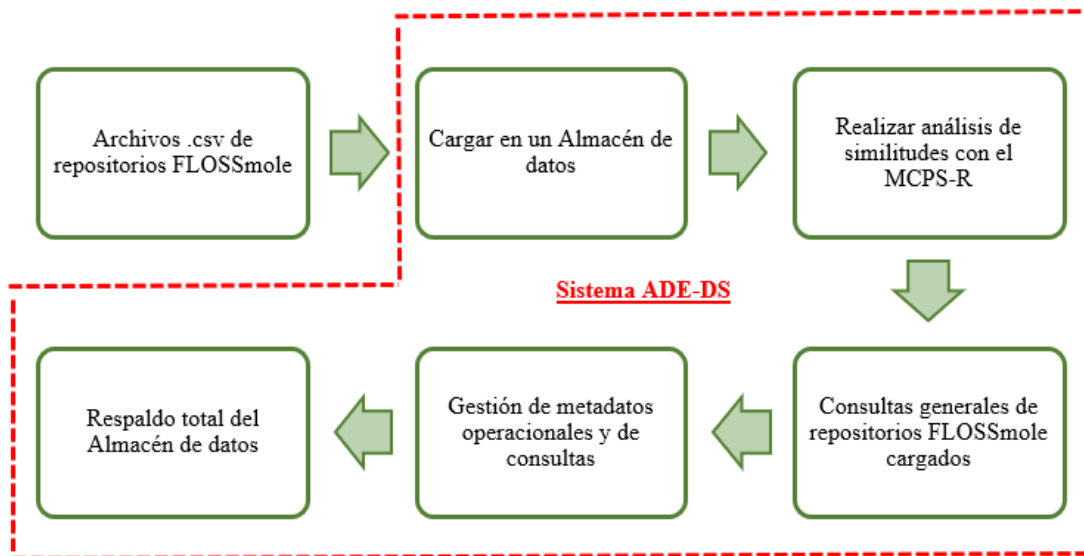 Archivos .csv de
repositorios FLOSSmole
Cargar en un Almacén de
datos
Realizar análisis de
similitudes con el
MCPS-R
Sistema ADE-DS
Respaldo total del
Almacén de datos
Gestión de metadatos
operacionales y de
consultas
Consultas generales de
repositorios FLOSSmole
cargados